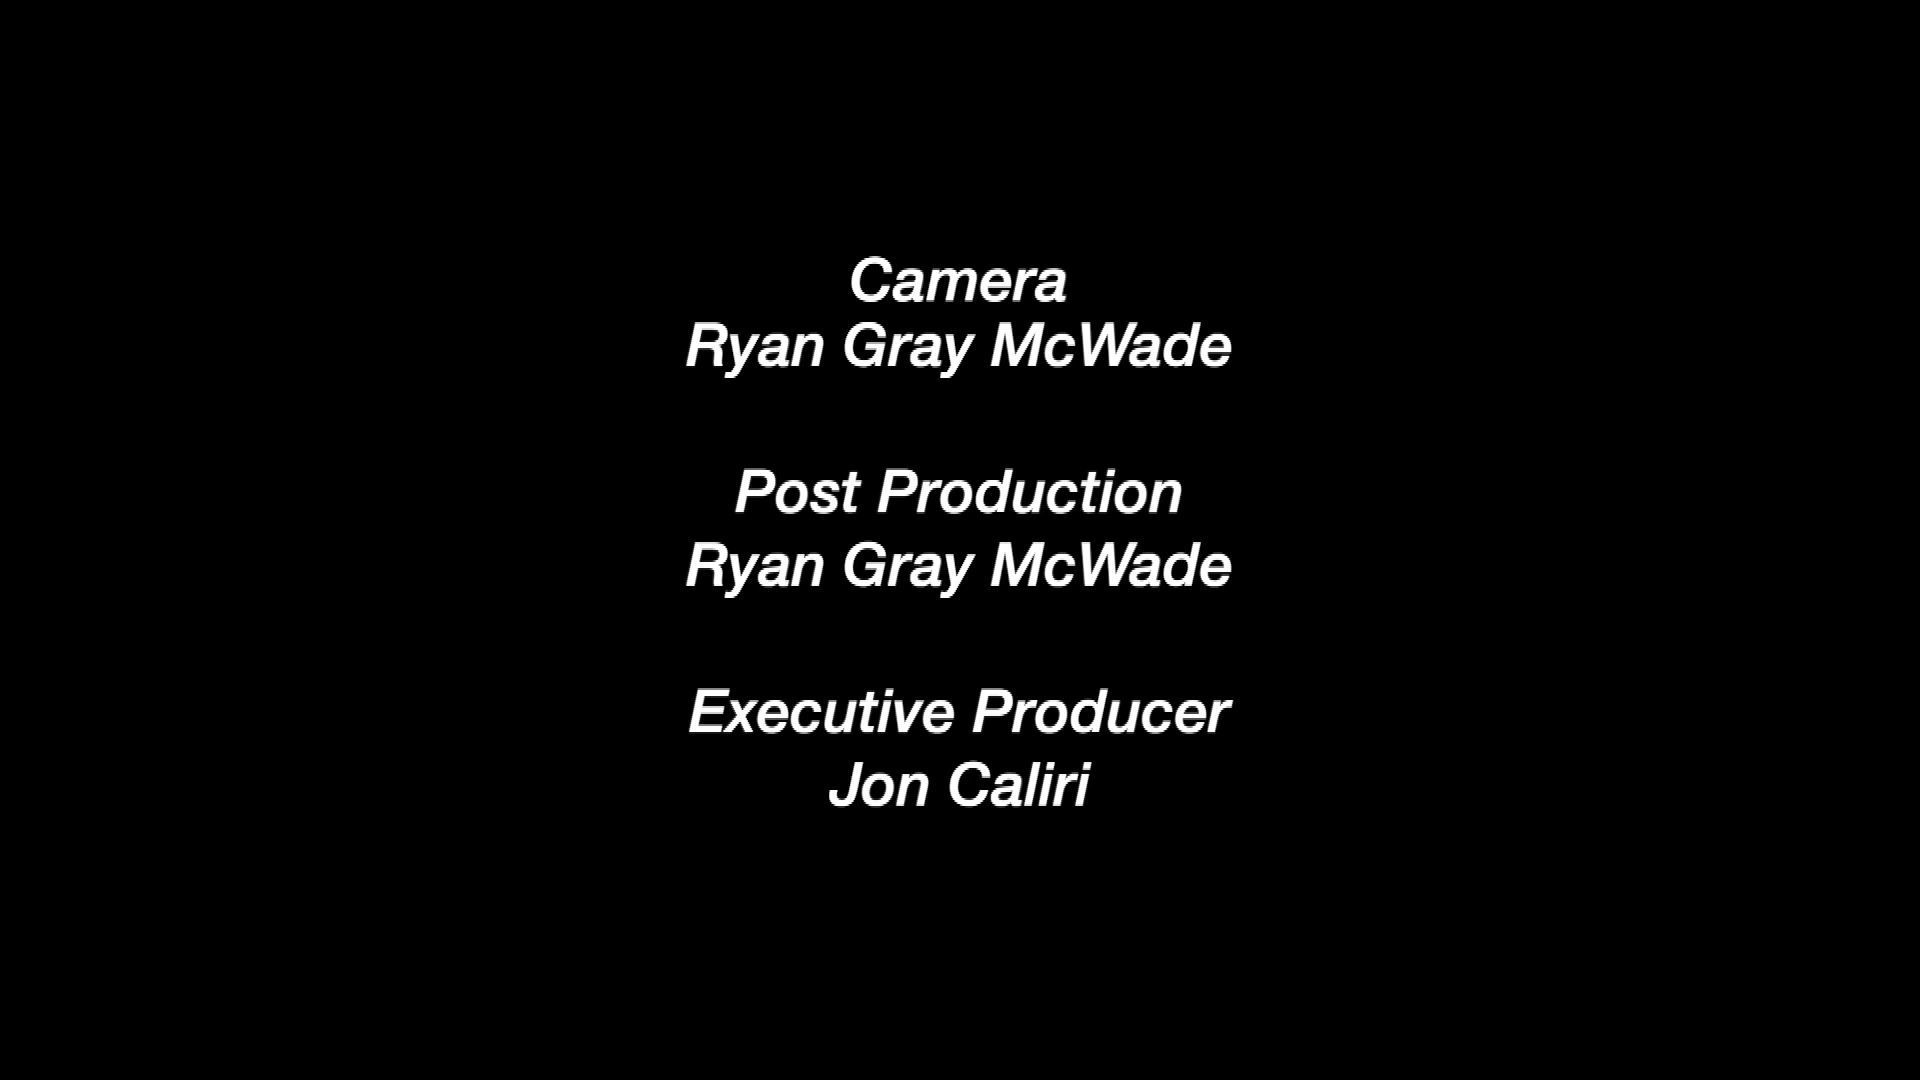 Camera
Ryan Gray McWade
Post Production
Ryan Gray McWade
Executive Producer
Jon Caliri